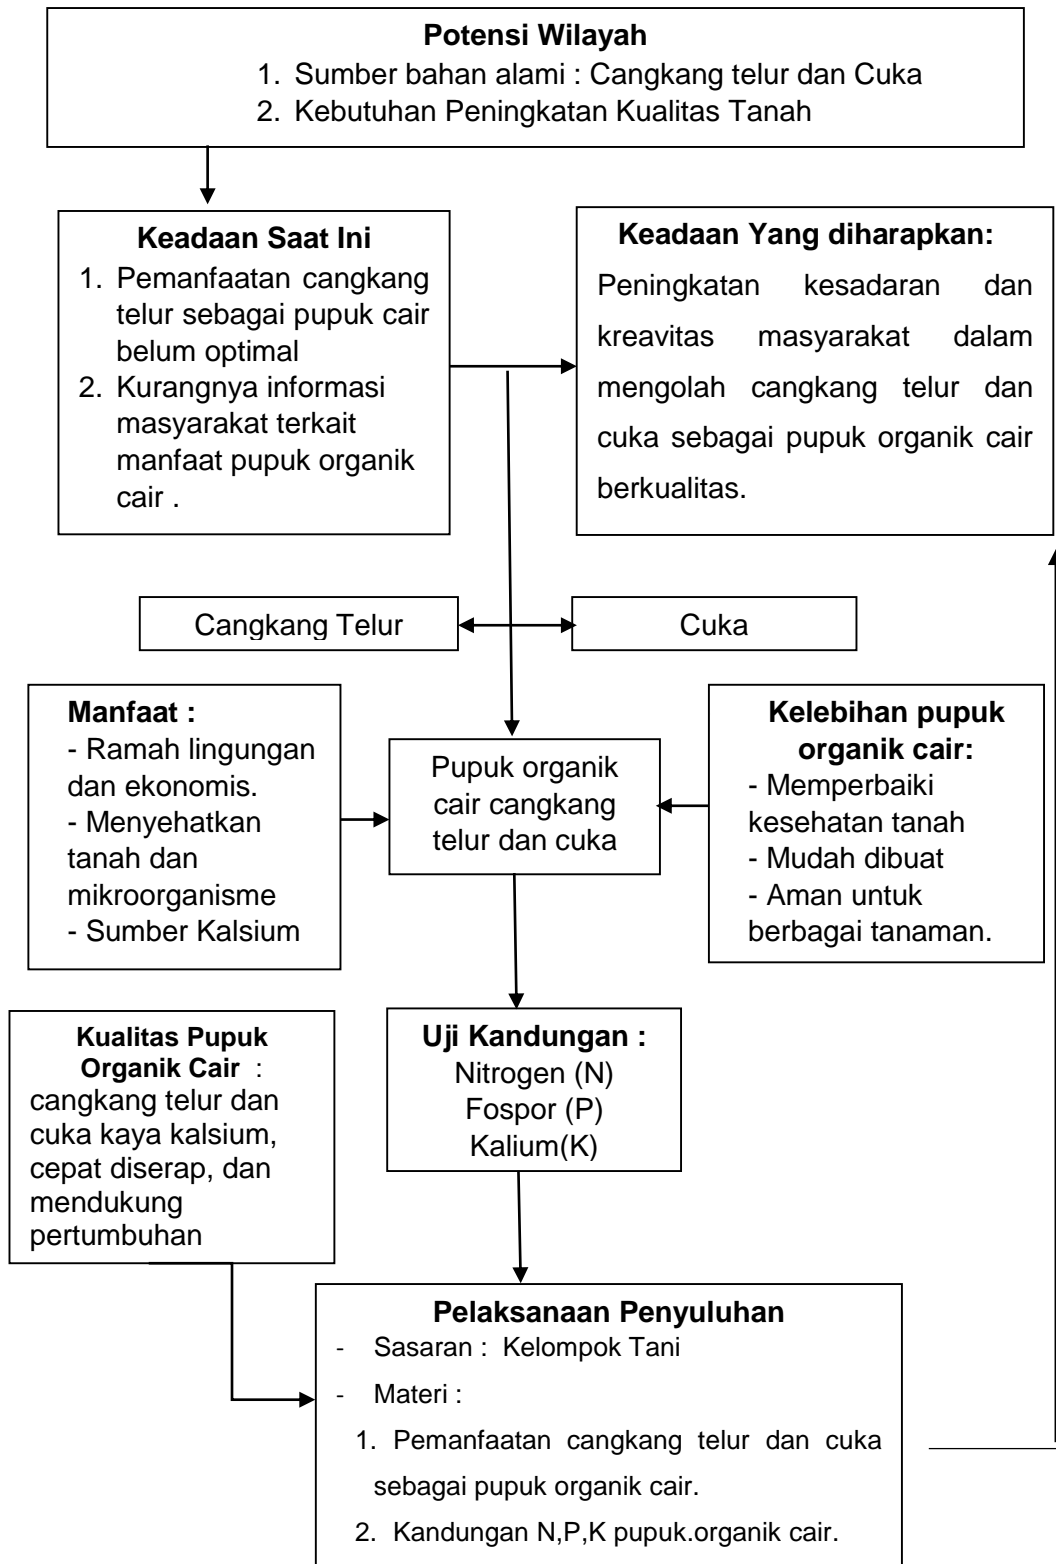 Potensi Wilayah
1. Sumber bahan alami : Cangkang telur dan Cuka
2. Kebutuhan Peningkatan Kualitas Tanah
Keadaan Saat Ini
1. Pemanfaatan cangkang
telur sebagai pupuk cair
belum optimal
2. Kurangnya informasi
masyarakat terkait
manfaat pupuk organik
cair .
Keadaan Yang diharapkan:
Peningkatan kesadaran dan
kreavitas masyarakat dalam
mengolah cangkang telur dan
cuka sebagai pupuk organik cair
berkualitas.
Cangkang Telur
Cuka
Manfaat :
- Ramah lingungan
dan ekonomis.
- Menyehatkan
tanah dan
mikroorganisme
- Sumber Kalsium
Pupuk organik
cair cangkang
telur dan cuka
Kelebihan pupuk
organik cair:
- Memperbaiki
kesehatan tanah
- Mudah dibuat
- Aman untuk
berbagai tanaman.
Kualitas Pupuk
Organik Cair :
cangkang telur dan
cuka kaya kalsium,
cepat diserap, dan
mendukung
pertumbuhan
Uji Kandungan :
Nitrogen (N)
Fospor (P)
Kalium(K)
Pelaksanaan Penyuluhan
- Sasaran : Kelompok Tani
- Materi :
1. Pemanfaatan cangkang telur dan cuka
sebagai pupuk organik cair.
2. Kandungan N,P,K pupuk.organik cair.